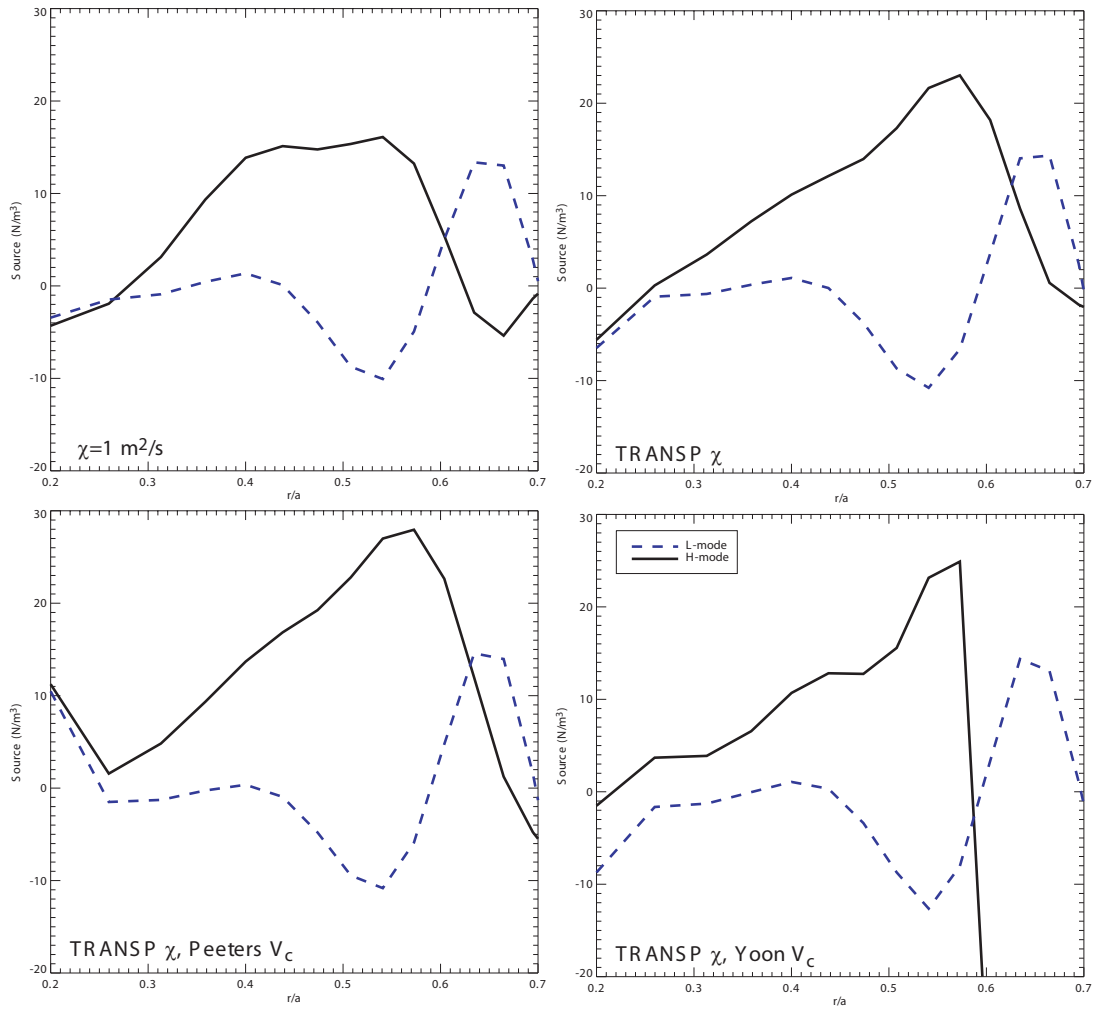 30
20
10
0
-10
-20
Source (N/m³)
χ=1 m²/s
0.2 0.3 0.4 0.5 0.6 0.7
r/a
30
20
10
0
-10
-20
Source (N/m³)
TRANSP χ
0.2 0.3 0.4 0.5 0.6 0.7
r/a
30
20
10
0
-10
-20
Source (N/m³)
TRANSP χ, Peeters Vc
0.2 0.3 0.4 0.5 0.6 0.7
r/a
30
20
10
0
-10
-20
Source (N/m³)
L-mode
H-mode
TRANSP χ, Yoon Vc
0.2 0.3 0.4 0.5 0.6 0.7
r/a